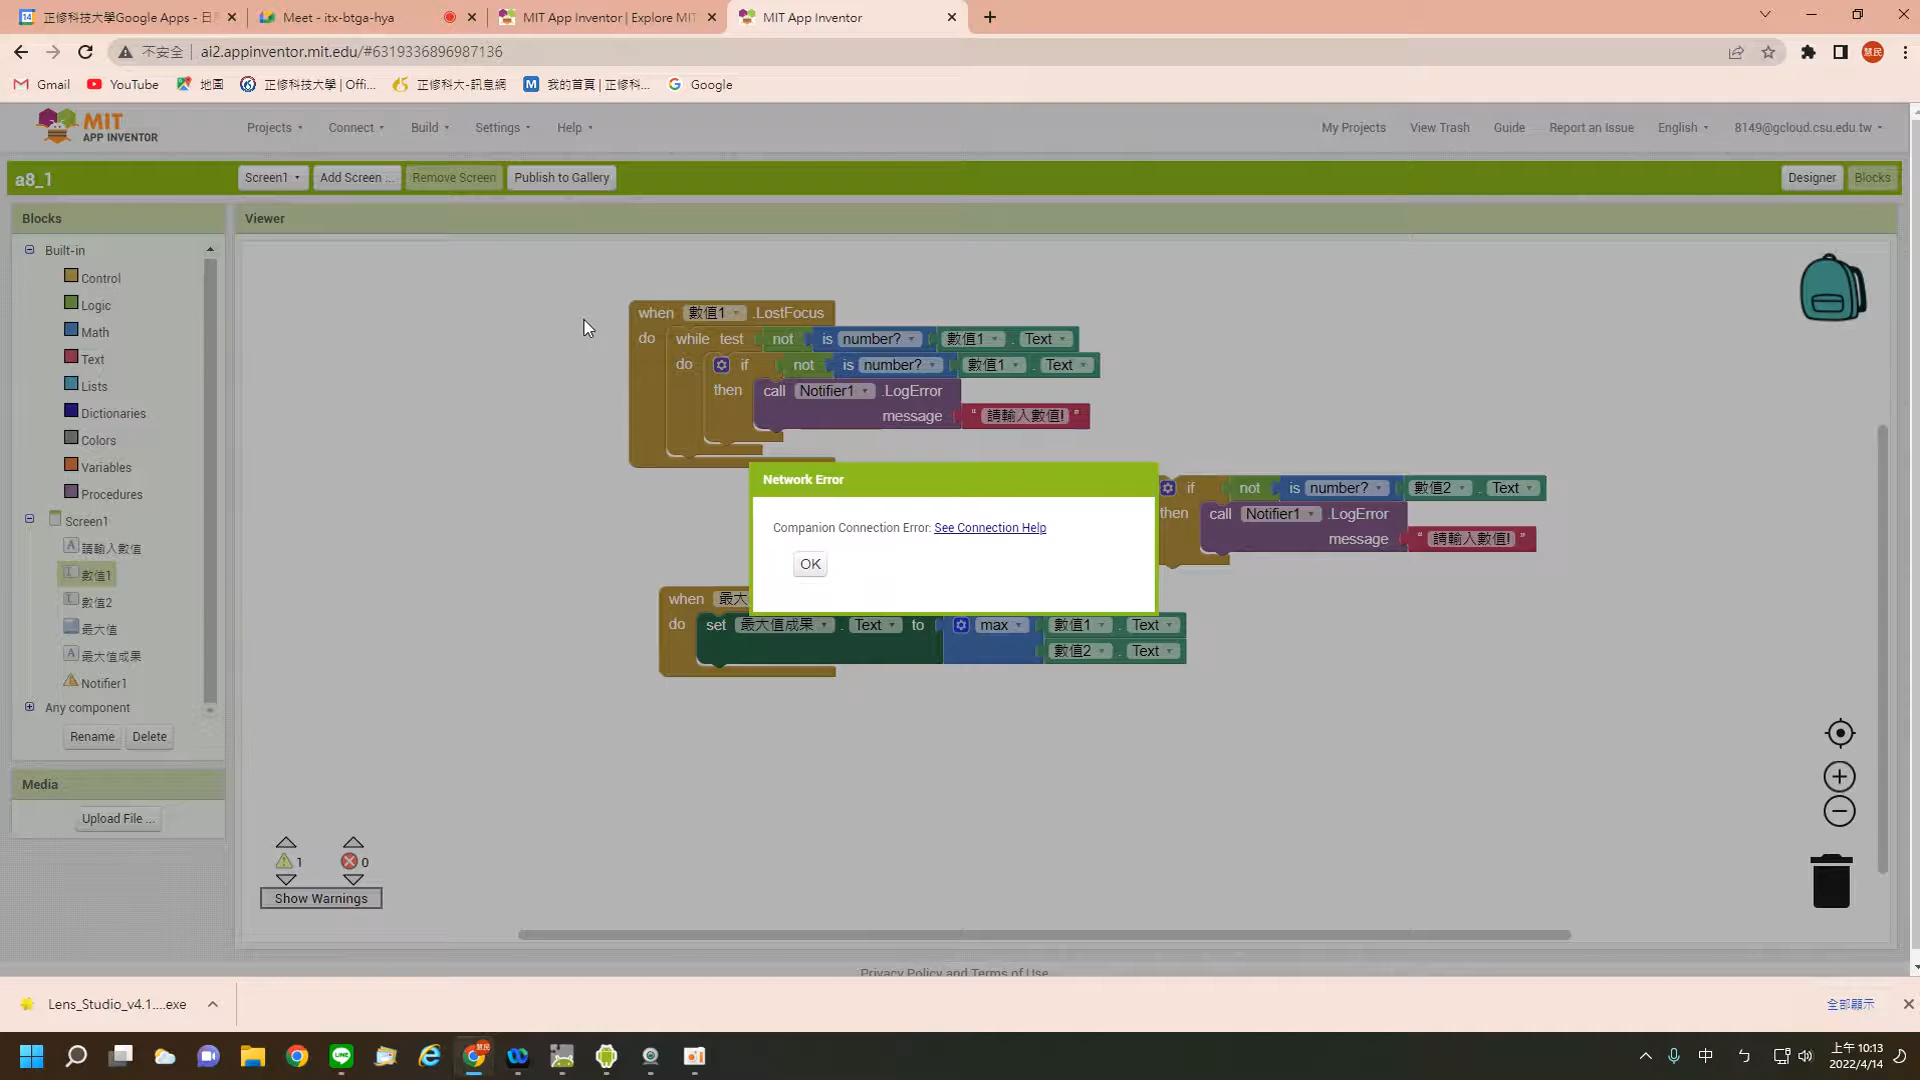 正修科技大學Google Apps - 日
Meet - itx-btga-hya
MIT App Inventor | Explore MIT
MIT App Inventor
不安全
ai2.appinventor.mit.edu/#6319336896987136
慧民
Gmail
YouTube
地圖
正修科技大學 | Offi...
正修科大-訊息網
我的首頁 | 正修科...
Google
MIT
APP INVENTOR
Projects
Connect
Build
Settings
Help
My Projects
View Trash
Guide
Report an Issue
English
8149@gcloud.csu.edu.tw
a8_1
Screen1
Add Screen ...
Remove Screen
Publish to Gallery
Designer
Blocks
Blocks
Viewer
Built-in
Control
Logic
Math
Text
Lists
Dictionaries
Colors
Variables
Procedures
Screen1
請輸入數值
數值1
數值2
最大值
最大值成果
Notifier1
Any component
Rename
Delete
Media
Upload File ...
when 數值1 .LostFocus
do while test not is number? 數值1 . Text
do if not is number? 數值1 . Text
then call Notifier1 .LogError
message " 請輸入數值! "
Network Error
Companion Connection Error: See Connection Help
OK
if not is number? 數值2 . Text
then call Notifier1 .LogError
message " 請輸入數值! "
when 最大
do set 最大值成果 . Text to max 數值1 . Text
數值2 . Text
1
0
Show Warnings
Privacy Policy and Terms of Use
Lens_Studio_v4.1....exe
全部顯示
慧民
中
上午 10:13
2022/4/14